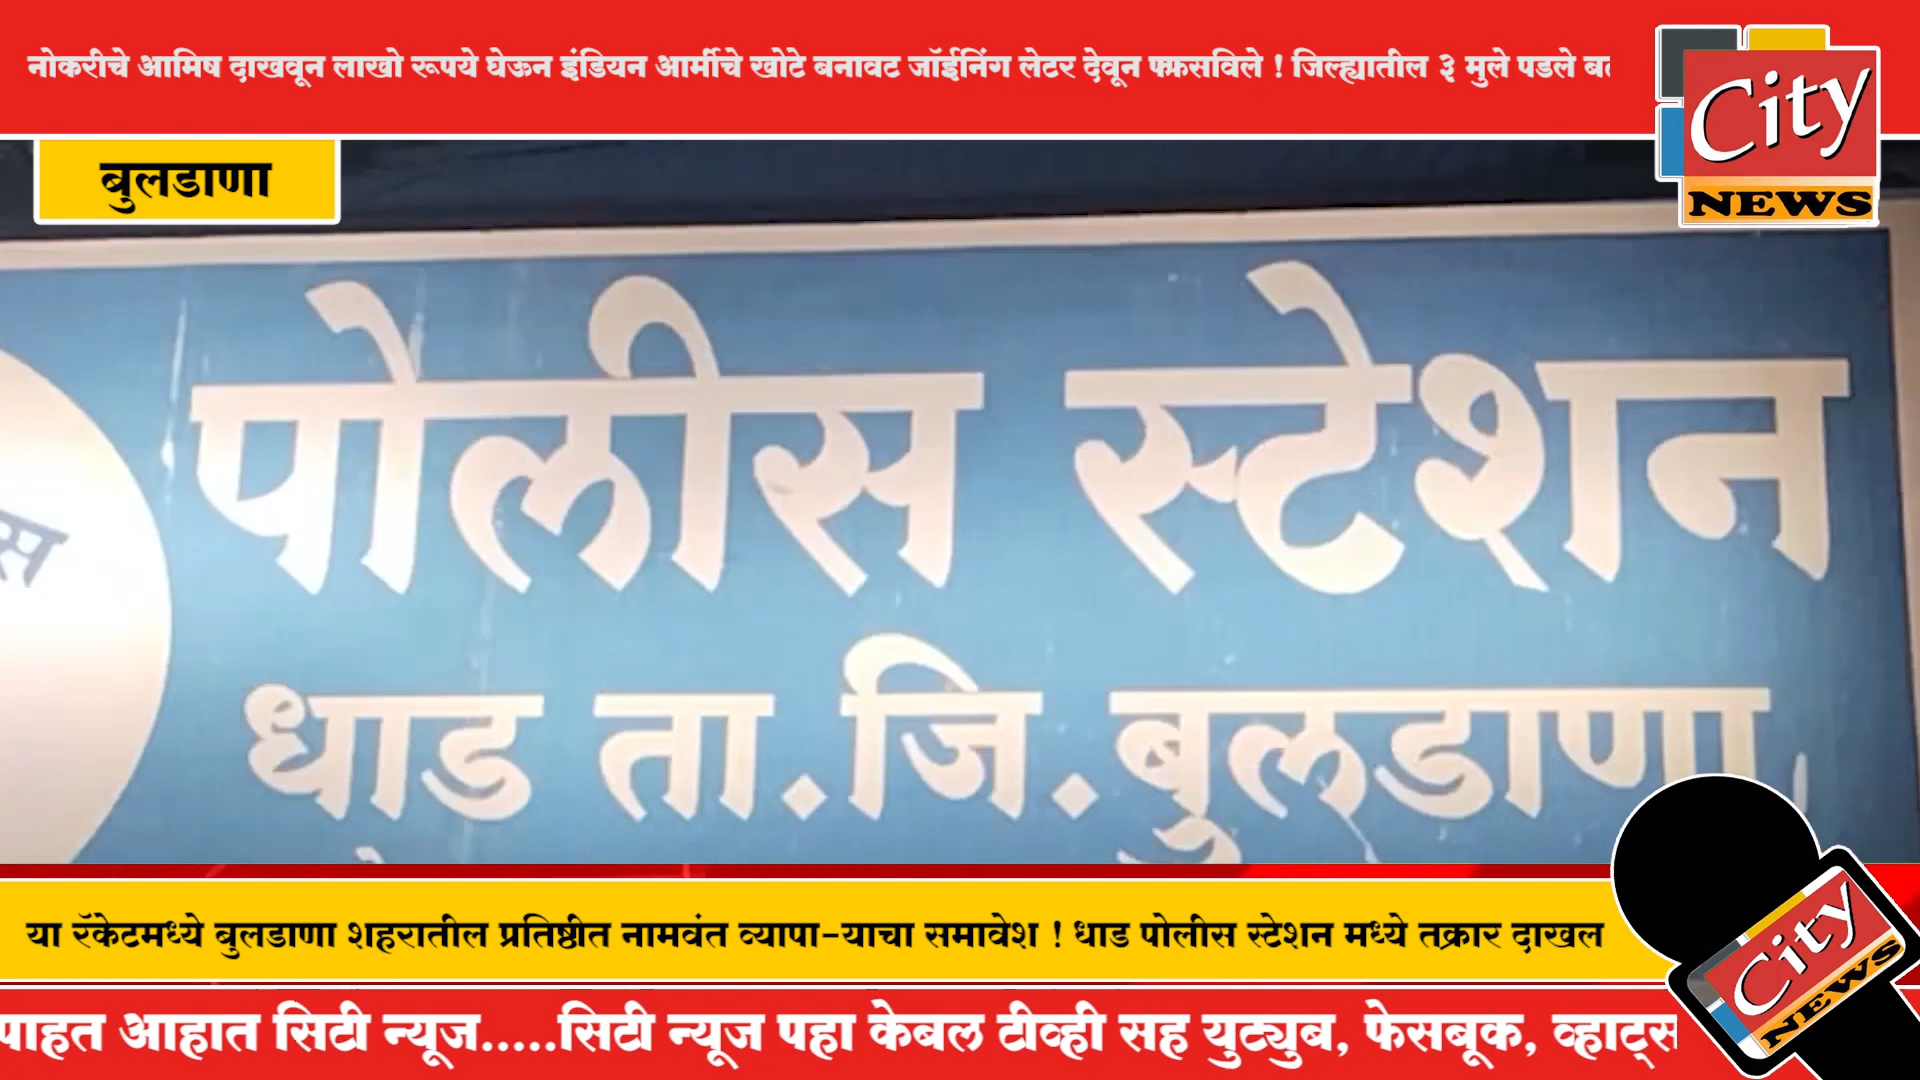 नोकरीचे आमिष दाखवून लाखो रूपये घेऊन इंडियन आर्मीचे खोटे बनावट जॉईनिंग लेटर देवून फसविले ! जिल्ह्यातील ३ मुले पडले
City
NEWS
बुलडाणा
पोलीस स्टेशन
धाड ता.जि.बुलडाणा
या रॅकेटमध्ये बुलडाणा शहरातील प्रतिष्ठीत नामवंत व्यापा-याचा समावेश ! धाड पोलीस स्टेशन मध्ये तक्रार दाखल
City
NEWS
पाहत आहात सिटी न्यूज.....सिटी न्यूज पहा केबल टीव्ही सह युट्युब, फेसबूक,